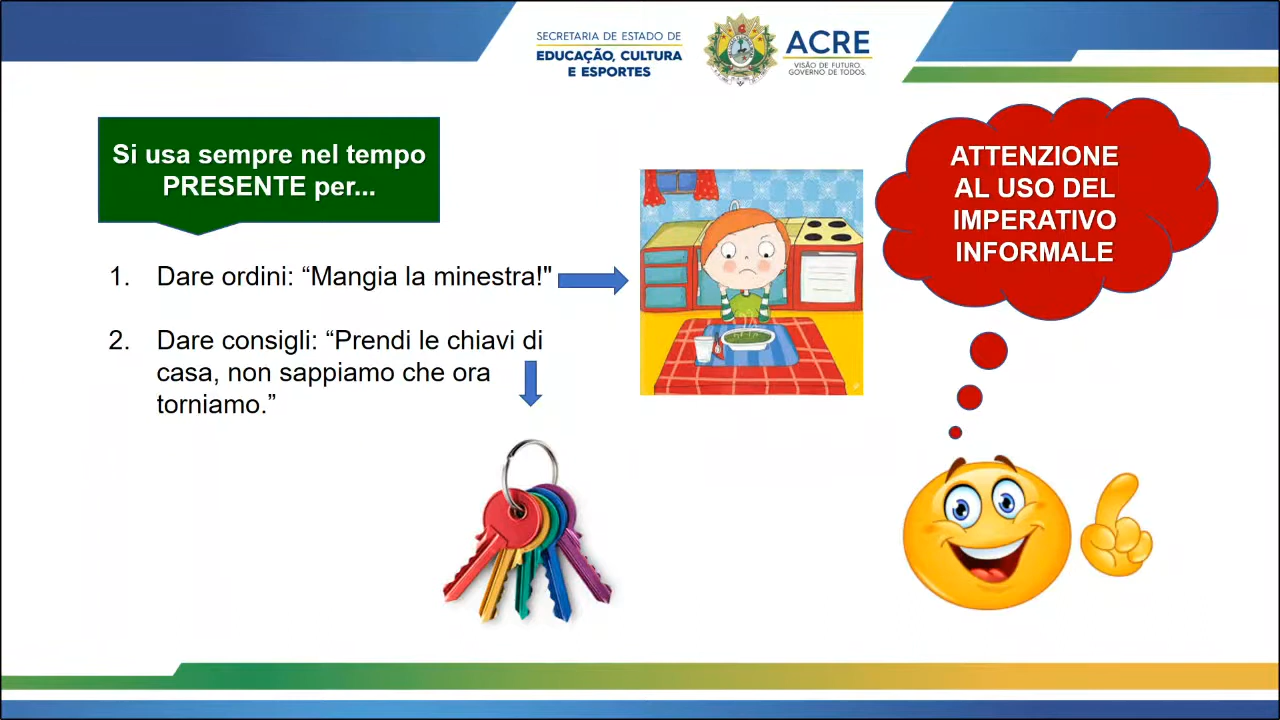 SECRETARIA DE ESTADO DE
EDUCAÇÃO, CULTURA
E ESPORTES
ACRE
VISÃO DE FUTURO
GOVERNO DE TODOS
Si usa sempre nel tempo
PRESENTE per...
ATTENZIONE
AL USO DEL
IMPERATIVO
INFORMALE
1. Dare ordini: “Mangia la minestra!"
2. Dare consigli: “Prendi le chiavi di
casa, non sappiamo che ora
torniamo.”